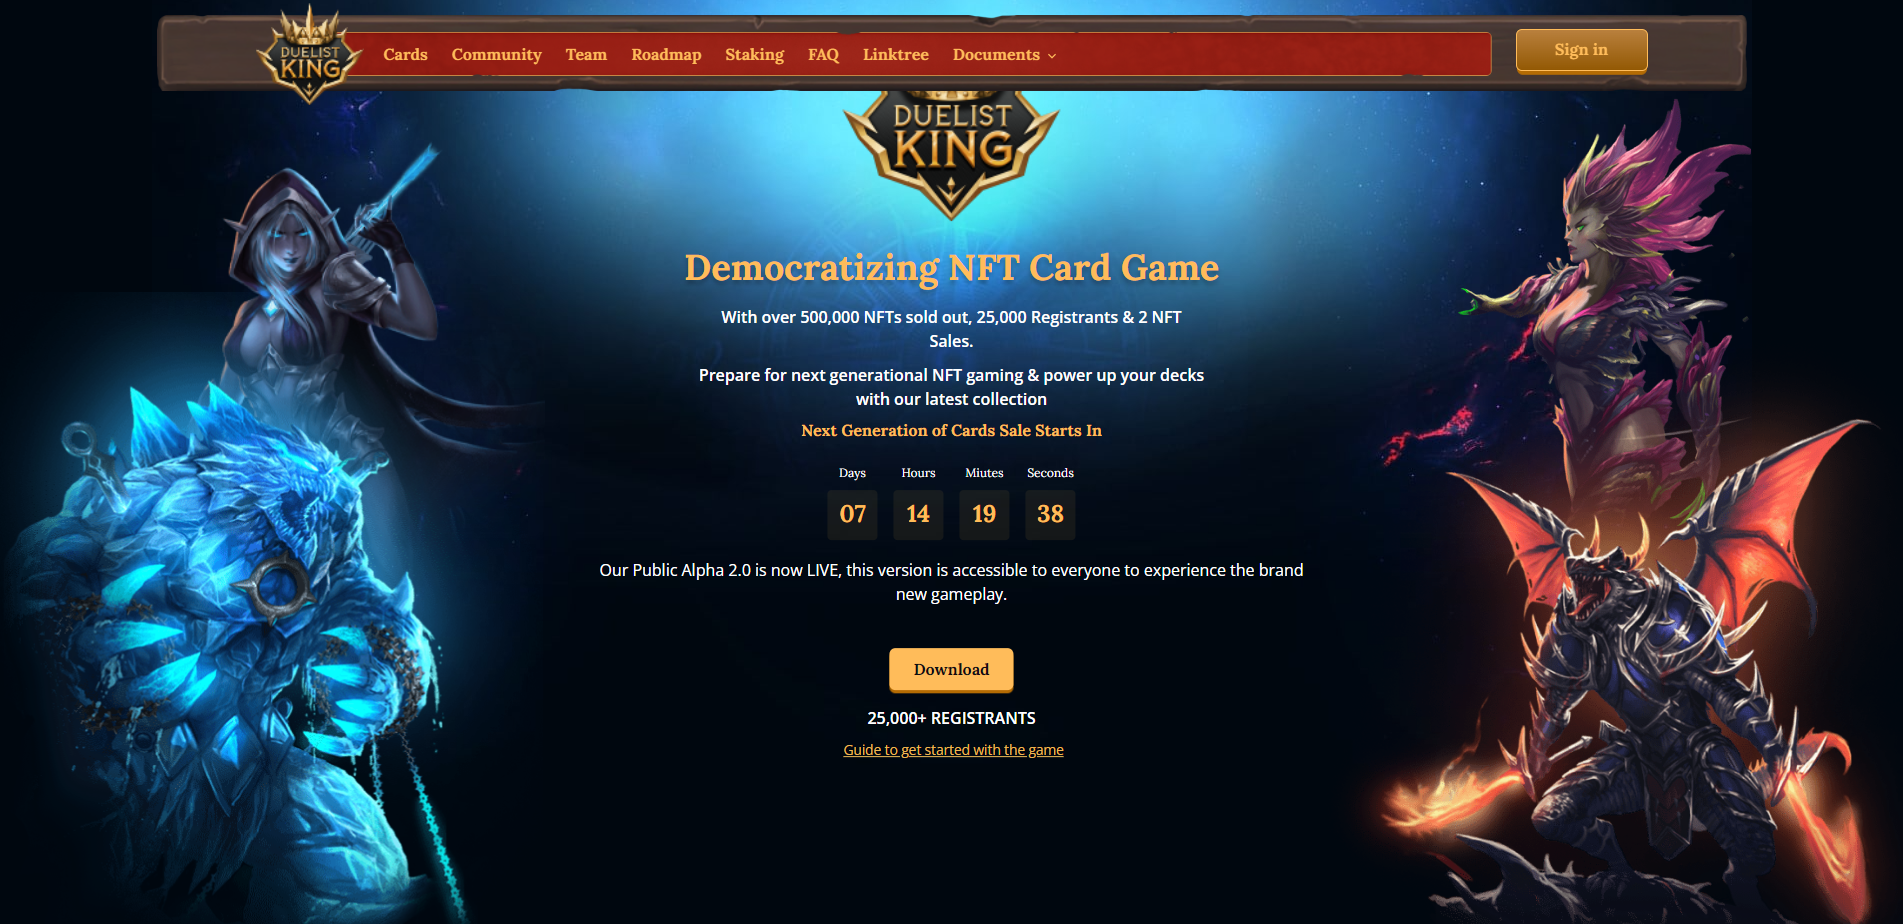 DUELIST
KING
Cards
Community
Team
Roadmap
Staking
FAQ
Linktree
Documents
Sign in
DUELIST
KING
Democratizing NFT Card Game
With over 500,000 NFTs sold out, 25,000 Registrants & 2 NFT
Sales.
Prepare for next generational NFT gaming & power up your decks
with our latest collection
Next Generation of Cards Sale Starts In
Days Hours Miutes Seconds
07 14 19 38
Our Public Alpha 2.0 is now LIVE, this version is accessible to everyone to experience the brand
new gameplay.
Download
25,000+ REGISTRANTS
Guide to get started with the game